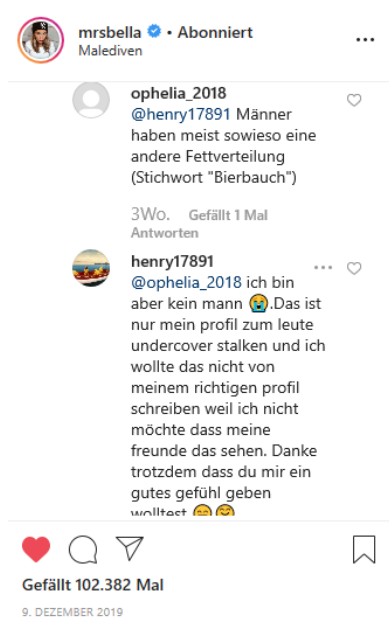 mrsbella • Abonniert
Malediven
ophelia_2018
@henry17891 Männer
haben meist sowieso eine
andere Fettverteilung
(Stichwort "Bierbauch")
3Wo. Gefällt 1 Mal
Antworten
henry17891
@ophelia_2018 ich bin
aber kein mann 😭.Das ist
nur mein profil zum leute
undercover stalken und ich
wollte das nicht von
meinem richtigen profil
schreiben weil ich nicht
möchte dass meine
freunde das sehen. Danke
trotzdem dass du mir ein
gutes gefühl geben
wolltest 😊😊
Gefällt 102.382 Mal
9. DEZEMBER 2019